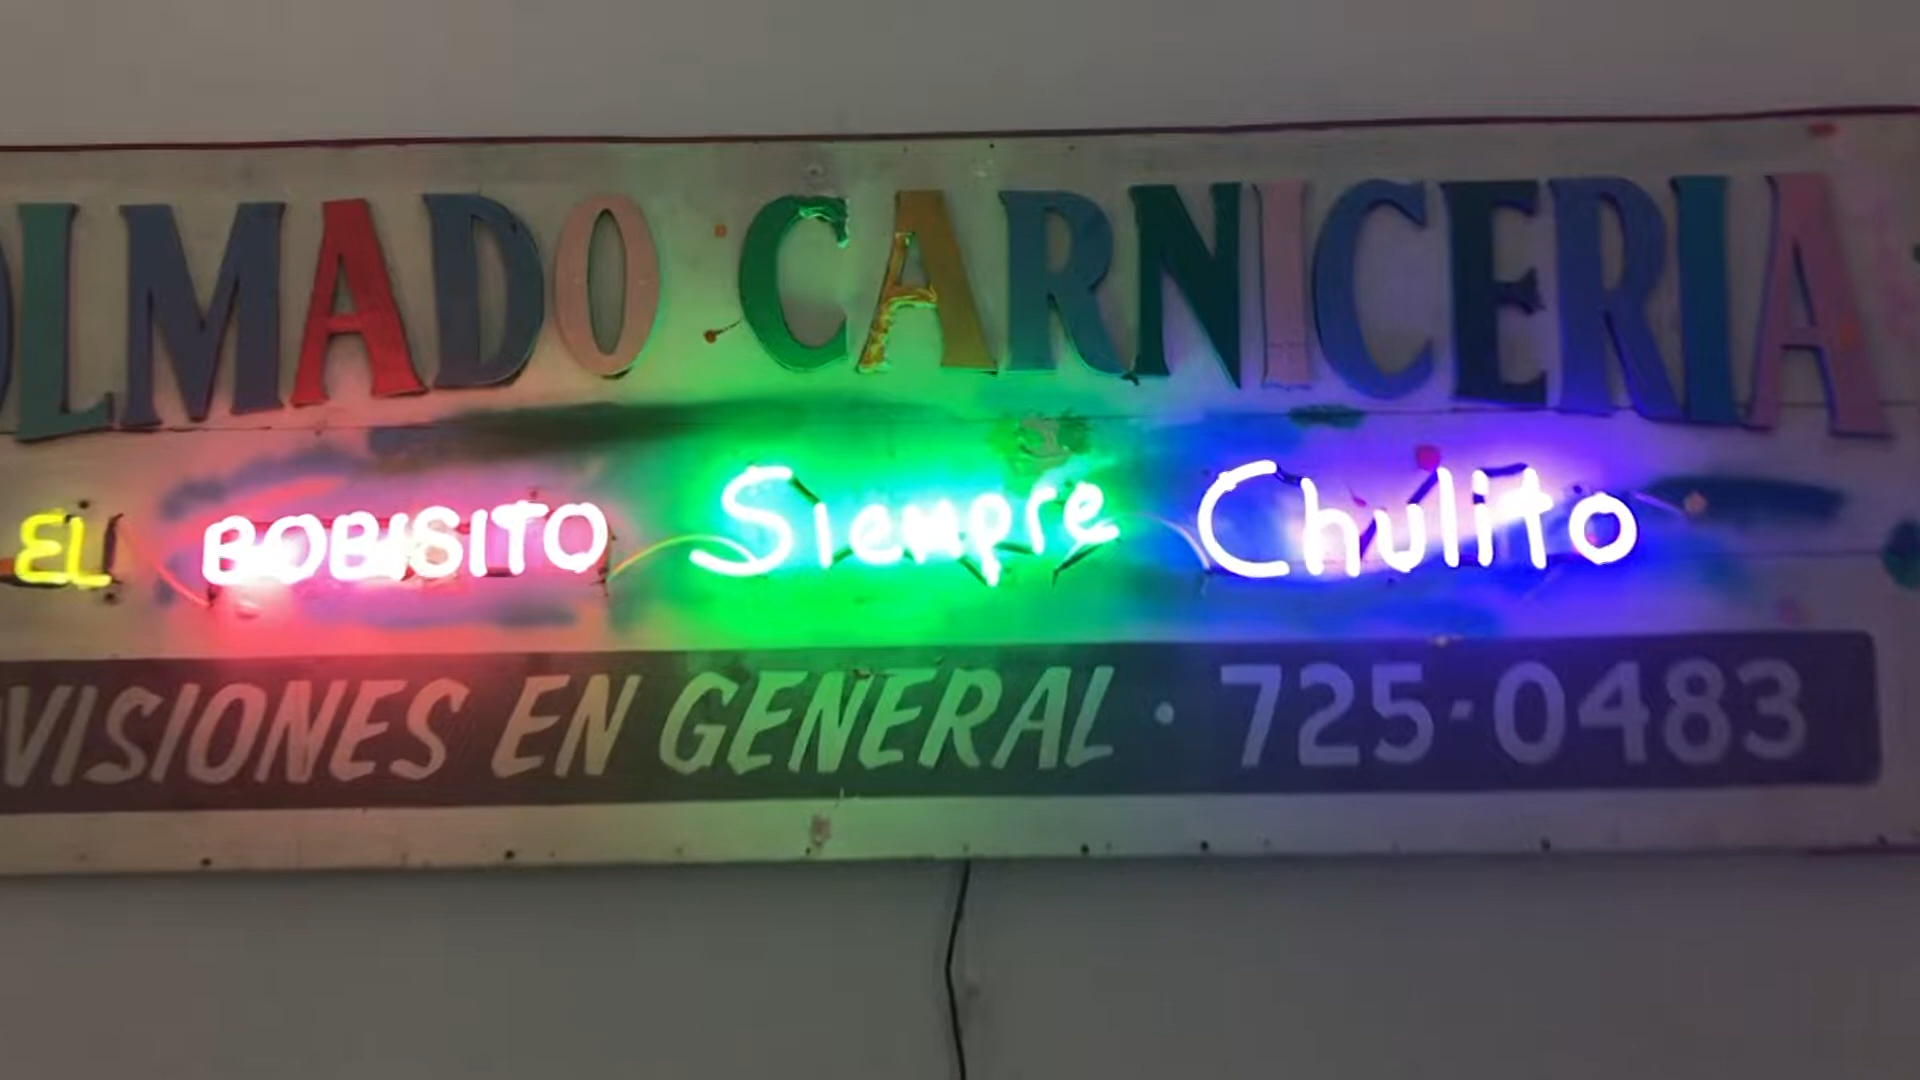 OLMADO CARNICERIA
EL BOBISITO Siempre Chulito
VISIONES EN GENERAL · 725-0483